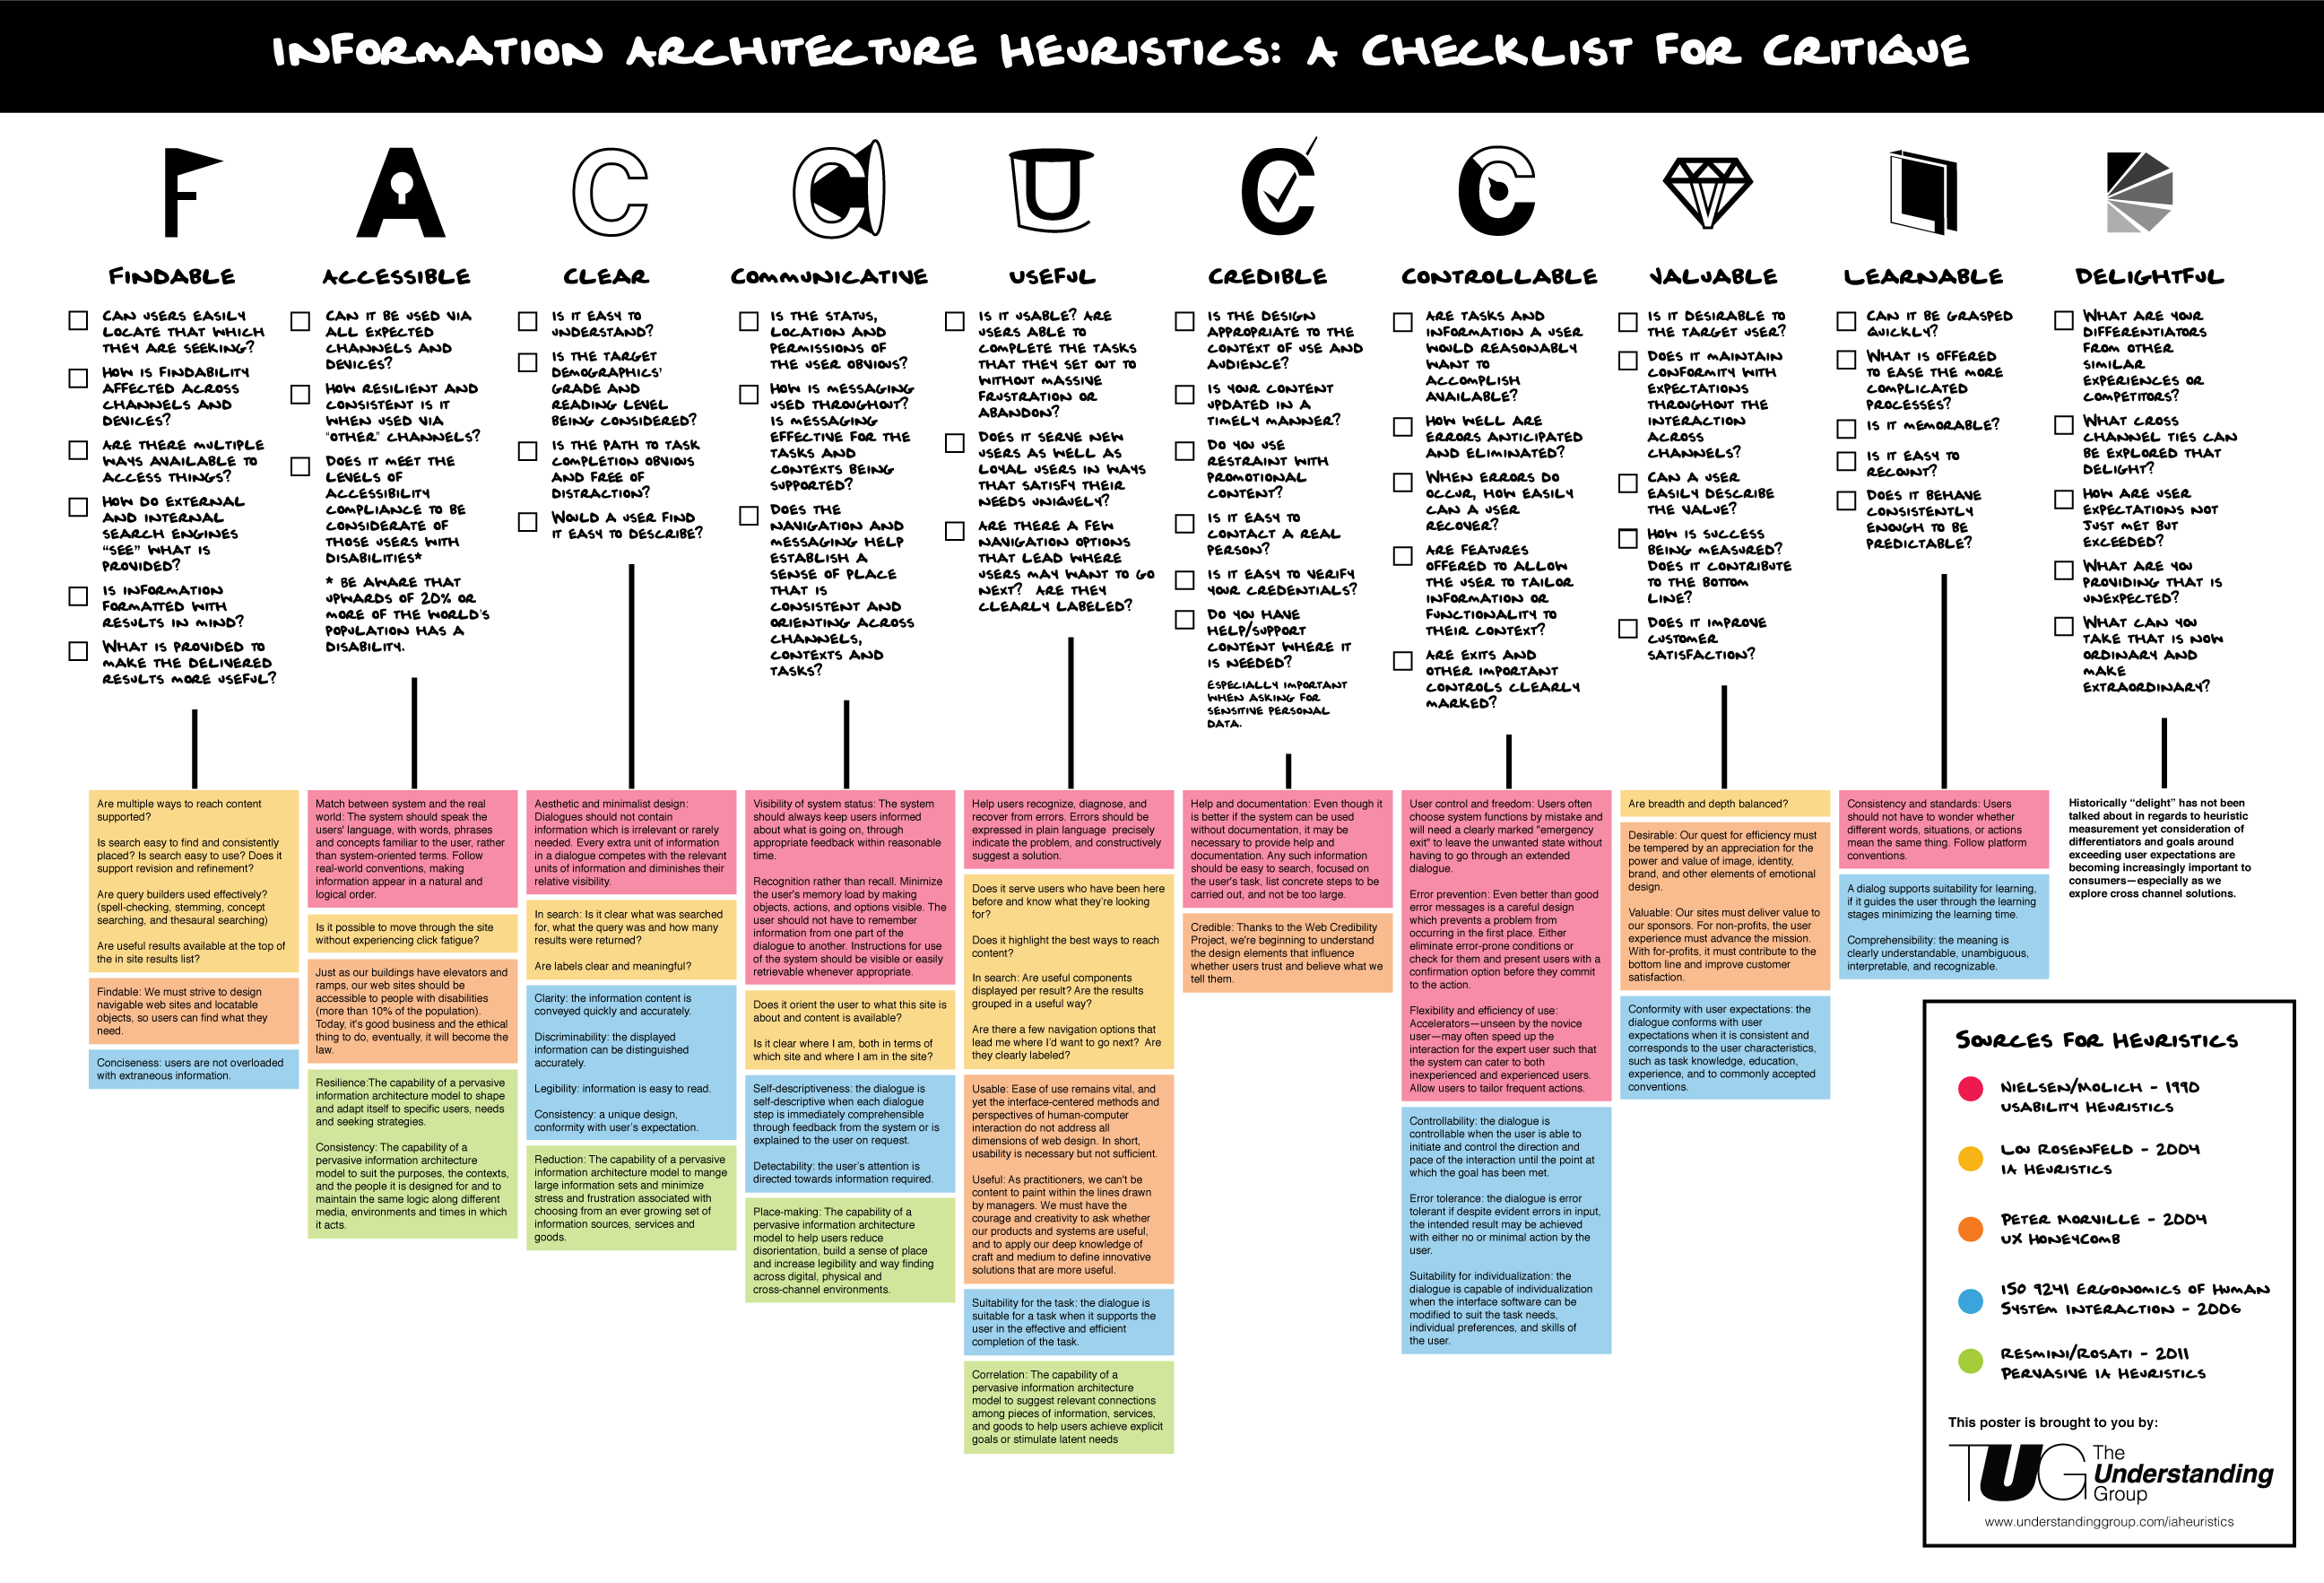 INFORMATION ARCHITECTURE HEURISTICS: A CHECKLIST FOR CRITIQUE
FINDABLE
CAN USERS EASILY
LOCATE THAT WHICH
THEY ARE SEEKING?
HOW IS FINDABILITY
AFFECTED ACROSS
CHANNELS AND
DEVICES?
ARE THERE MULTIPLE
WAYS AVAILABLE TO
ACCESS THINGS?
HOW DO EXTERNAL
AND INTERNAL
SEARCH ENGINES
"SEE" WHAT IS
PROVIDED?
IS INFORMATION
FORMATTED WITH
RESULTS IN MIND?
WHAT IS PROVIDED TO
MAKE THE DELIVERED
RESULTS MORE USEFUL?
Are multiple ways to reach content
supported?
Is search easy to find and consistently
placed? Is search easy to use? Does it
support revision and refinement?
Are query builders used effectively?
(spell-checking, stemming, concept
searching, and thesaural searching)
Are useful results available at the top of
the in site results list?
Findable: We must strive to design
navigable web sites and locatable
objects, so users can find what they
need.
Conciseness: users are not overloaded
with extraneous information.
ACCESSIBLE
CAN IT BE USED VIA
ALL EXPECTED
CHANNELS AND
DEVICES?
HOW RESILIENT AND
CONSISTENT IS IT
WHEN USED VIA
"OTHER" CHANNELS?
DOES IT MEET THE
LEVELS OF
ACCESSIBILITY
COMPLIANCE TO BE
CONSIDERATE OF
THOSE USERS WITH
DISABILITIES*
* BE AWARE THAT
UPWARDS OF 20% OR
MORE OF THE WORLD'S
POPULATION HAS A
DISABILITY.
Match between system and the real
world: The system should speak the
users' language, with words, phrases
and concepts familiar to the user, rather
than system-oriented terms. Follow
real-world conventions, making
information appear in a natural and
logical order.
Is it possible to move through the site
without experiencing click fatigue?
Just as our buildings have elevators and
ramps, our web sites should be
accessible to people with disabilities
(more than 10% of the population).
Today, it's good business and the ethical
thing to do, eventually, it will become the
law.
Resilience:The capability of a pervasive
information architecture model to shape
and adapt itself to specific users, needs
and seeking strategies.
Consistency: The capability of a
pervasive information architecture
model to suit the purposes, the contexts,
and the people it is designed for and to
maintain the same logic along different
media, environments and times in which
it acts.
C
CLEAR
IS IT EASY TO
UNDERSTAND?
IS THE TARGET
DEMOGRAPHICS'
GRADE AND
READING LEVEL
BEING CONSIDERED?
IS THE PATH TO TASK
COMPLETION OBVIOUS
AND FREE OF
DISTRACTION?
WOULD A USER FIND
IT EASY TO DESCRIBE?
Aesthetic and minimalist design:
Dialogues should not contain
information which is irrelevant or rarely
needed. Every extra unit of information
in a dialogue competes with the relevant
units of information and diminishes their
relative visibility.
In search: Is it clear what was searched
for, what the query was and how many
results were returned?
Are labels clear and meaningful?
Clarity: the information content is
conveyed quickly and accurately.
Discriminability: the displayed
information can be distinguished
accurately.
Legibility: information is easy to read.
Consistency: a unique design,
conformity with user's expectation.
Reduction: The capability of a pervasive
information architecture model to mange
large information sets and minimize
stress and frustration associated with
choosing from an ever growing set of
information sources, services and
goods.
COMMUNICATIVE
IS THE STATUS,
LOCATION AND
PERMISSIONS OF
THE USER OBVIOUS?
HOW IS MESSAGING
USED THROUGHOUT?
IS MESSAGING
EFFECTIVE FOR THE
TASKS AND
CONTEXTS BEING
SUPPORTED?
DOES THE
NAVIGATION AND
MESSAGING HELP
ESTABLISH A
SENSE OF PLACE
THAT IS
CONSISTENT AND
ORIENTING ACROSS
CHANNELS,
CONTEXTS AND
TASKS?
Visibility of system status: The system
should always keep users informed
about what is going on, through
appropriate feedback within reasonable
time.
Recognition rather than recall. Minimize
the user's memory load by making
objects, actions, and options visible. The
user should not have to remember
information from one part of the
dialogue to another. Instructions for use
of the system should be visible or easily
retrievable whenever appropriate.
Does it orient the user to what this site is
about and content is available?
Is it clear where I am, both in terms of
which site and where I am in the site?
Self-descriptiveness: the dialogue is
self-descriptive when each dialogue
step is immediately comprehensible
through feedback from the system or is
explained to the user on request.
Detectability: the user's attention is
directed towards information required.
Place-making: The capability of a
pervasive information architecture
model to help users reduce
disorientation, build a sense of place
and increase legibility and way finding
across digital, physical and
cross-channel environments.
U
USEFUL
IS IT USABLE? ARE
USERS ABLE TO
COMPLETE THE TASKS
THAT THEY SET OUT TO
WITHOUT MASSIVE
FRUSTRATION OR
ABANDON?
DOES IT SERVE NEW
USERS AS WELL AS
LOYAL USERS IN WAYS
THAT SATISFY THEIR
NEEDS UNIQUELY?
ARE THERE A FEW
NAVIGATION OPTIONS
THAT LEAD WHERE
USERS MAY WANT TO GO
NEXT? ARE THEY
CLEARLY LABELED?
Help users recognize, diagnose, and
recover from errors. Errors should be
expressed in plain language precisely
indicate the problem, and constructively
suggest a solution.
Does it serve users who have been here
before and know what they're looking
for?
Does it highlight the best ways to reach
content?
In search: Are useful components
displayed per result? Are the results
grouped in a useful way?
Are there a few navigation options that
lead me where I'd want to go next? Are
they clearly labeled?
Usable: Ease of use remains vital, and
yet the interface-centered methods and
perspectives of human-computer
interaction do not address all
dimensions of web design. In short,
usability is necessary but not sufficient.
Useful: As practitioners, we can't be
content to paint within the lines drawn
by managers. We must have the
courage and creativity to ask whether
our products and systems are useful,
and to apply our deep knowledge of
craft and medium to define innovative
solutions that are more useful.
Suitability for the task: the dialogue is
suitable for a task when it supports the
user in the effective and efficient
completion of the task.
Correlation: The capability of a
pervasive information architecture
model to suggest relevant connections
among pieces of information, services,
and goods to help users achieve explicit
goals or stimulate latent needs
CREDIBLE
IS THE DESIGN
APPROPRIATE TO THE
CONTEXT OF USE AND
AUDIENCE?
IS YOUR CONTENT
UPDATED IN A
TIMELY MANNER?
DO YOU USE
RESTRAINT WITH
PROMOTIONAL
CONTENT?
IS IT EASY TO
CONTACT A REAL
PERSON?
IS IT EASY TO VERIFY
YOUR CREDENTIALS?
DO YOU HAVE
HELP/SUPPORT
CONTENT WHERE IT
IS NEEDED?
ESPECIALLY IMPORTANT
WHEN ASKING FOR
SENSITIVE PERSONAL
DATA.
Help and documentation: Even though it
is better if the system can be used
without documentation, it may be
necessary to provide help and
documentation. Any such information
should be easy to search, focused on
the user's task, list concrete steps to be
carried out, and not be too large.
Credible: Thanks to the Web Credibility
Project, we're beginning to understand
the design elements that influence
whether users trust and believe what we
tell them.
CONTROLLABLE
ARE TASKS AND
INFORMATION A USER
WOULD REASONABLY
WANT TO
ACCOMPLISH
AVAILABLE?
HOW WELL ARE
ERRORS ANTICIPATED
AND ELIMINATED?
WHEN ERRORS DO
OCCUR, HOW EASILY
CAN A USER
RECOVER?
ARE FEATURES
OFFERED TO ALLOW
THE USER TO TAILOR
INFORMATION OR
FUNCTIONALITY TO
THEIR CONTEXT?
ARE EXITS AND
OTHER IMPORTANT
CONTROLS CLEARLY
MARKED?
User control and freedom: Users often
choose system functions by mistake and
will need a clearly marked "emergency
exit" to leave the unwanted state without
having to go through an extended
dialogue.
Error prevention: Even better than good
error messages is a careful design
which prevents a problem from
occurring in the first place. Either
eliminate error-prone conditions or
check for them and present users with a
confirmation option before they commit
to the action.
Flexibility and efficiency of use:
Accelerators—unseen by the novice
user—may often speed up the
interaction for the expert user such that
the system can cater to both
inexperienced and experienced users.
Allow users to tailor frequent actions.
Controllability: the dialogue is
controllable when the user is able to
initiate and control the direction and
pace of the interaction until the point at
which the goal has been met.
Error tolerance: the dialogue is error
tolerant if despite evident errors in input,
the intended result may be achieved
with either no or minimal action by the
user.
Suitability for individualization: the
dialogue is capable of individualization
when the interface software can be
modified to suit the task needs,
individual preferences, and skills of
the user.
VALUABLE
IS IT DESIRABLE TO
THE TARGET USER?
DOES IT MAINTAIN
CONFORMITY WITH
EXPECTATIONS
THROUGHOUT THE
INTERACTION
ACROSS
CHANNELS?
CAN A USER
EASILY DESCRIBE
THE VALUE?
HOW IS SUCCESS
BEING MEASURED?
DOES IT CONTRIBUTE
TO THE BOTTOM
LINE?
DOES IT IMPROVE
CUSTOMER
SATISFACTION?
Are breadth and depth balanced?
Desirable: Our quest for efficiency must
be tempered by an appreciation for the
power and value of image, identity,
brand, and other elements of emotional
design.
Valuable: Our sites must deliver value to
our sponsors. For non-profits, the user
experience must advance the mission.
With for-profits, it must contribute to the
bottom line and improve customer
satisfaction.
Conformity with user expectations: the
dialogue conforms with user
expectations when it is consistent and
corresponds to the user characteristics,
such as task knowledge, education,
experience, and to commonly accepted
conventions.
LEARNABLE
CAN IT BE GRASPED
QUICKLY?
WHAT IS OFFERED
TO EASE THE MORE
COMPLICATED
PROCESSES?
IS IT MEMORABLE?
IS IT EASY TO
RECOUNT?
DOES IT BEHAVE
CONSISTENTLY
ENOUGH TO BE
PREDICTABLE?
Consistency and standards: Users
should not have to wonder whether
different words, situations, or actions
mean the same thing. Follow platform
conventions.
A dialog supports suitability for learning,
if it guides the user through the learning
stages minimizing the learning time.
Comprehensibility: the meaning is
clearly understandable, unambiguous,
interpretable, and recognizable.
DELIGHTFUL
WHAT ARE YOUR
DIFFERENTIATORS
FROM OTHER
SIMILAR
EXPERIENCES OR
COMPETITORS?
WHAT CROSS
CHANNEL TIES CAN
BE EXPLORED THAT
DELIGHT?
HOW ARE USER
EXPECTATIONS NOT
JUST MET BUT
EXCEEDED?
WHAT ARE YOU
PROVIDING THAT IS
UNEXPECTED?
WHAT CAN YOU
TAKE THAT IS NOW
ORDINARY AND
MAKE
EXTRAORDINARY?
Historically "delight" has not been
talked about in regards to heuristic
measurement yet consideration of
differentiators and goals around
exceeding user expectations are
becoming increasingly important to
consumers—especially as we
explore cross channel solutions.
SOURCES FOR HEURISTICS
NIELSEN/MOLICH - 1990
USABILITY HEURISTICS
LOU ROSENFELD - 2004
IA HEURISTICS
PETER MORVILLE - 2004
UX HONEYCOMB
ISO 9241 ERGONOMICS OF HUMAN
SYSTEM INTERACTION - 2006
RESMINI/ROSATI - 2011
PERVASIVE IA HEURISTICS
This poster is brought to you by:
TUG The
Understanding
Group
www.understandinggroup.com/iaheuristics